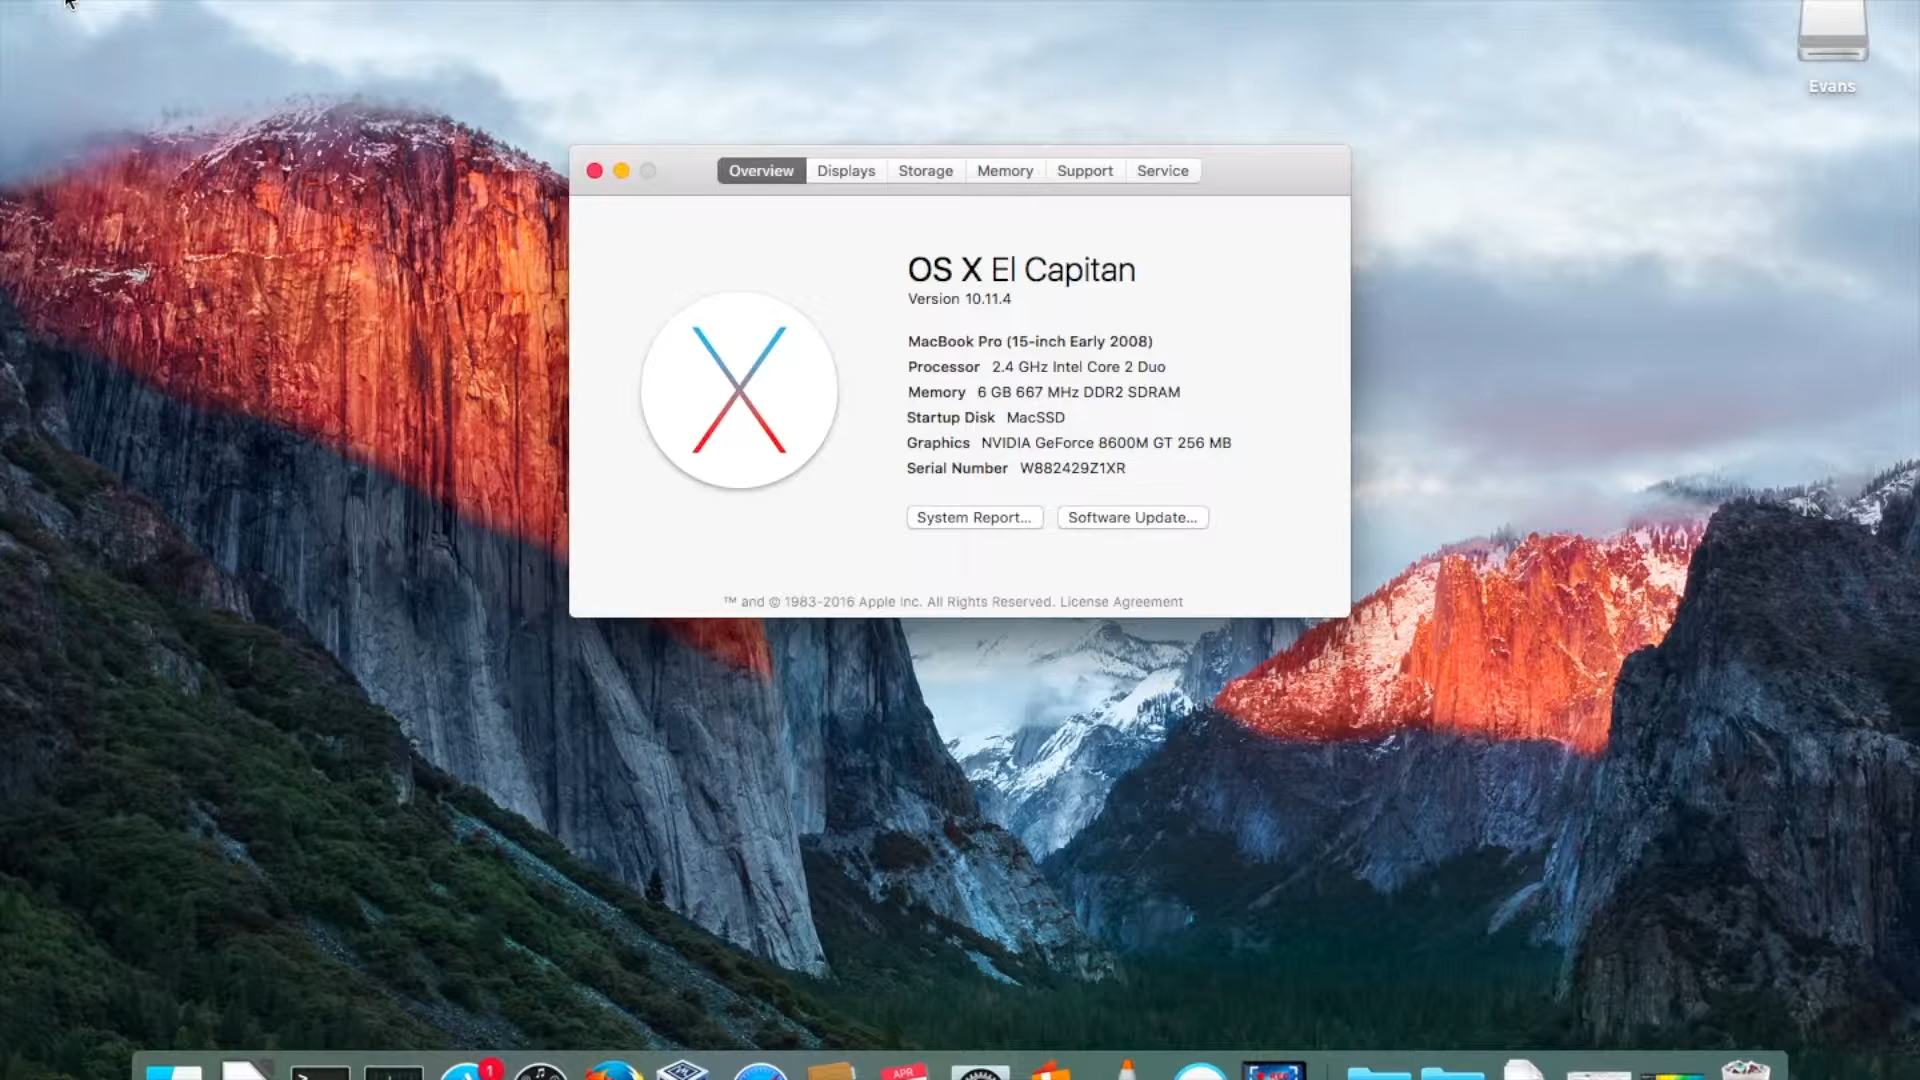 Evans
Overview Displays Storage Memory Support Service
OS X El Capitan
Version 10.11.4
MacBook Pro (15-inch Early 2008)
Processor 2.4 GHz Intel Core 2 Duo
Memory 6 GB 667 MHz DDR2 SDRAM
Startup Disk MacSSD
Graphics NVIDIA GeForce 8600M GT 256 MB
Serial Number W882429Z1XR
System Report... Software Update...
™ and © 1983-2016 Apple Inc. All Rights Reserved. License Agreement
1
APR